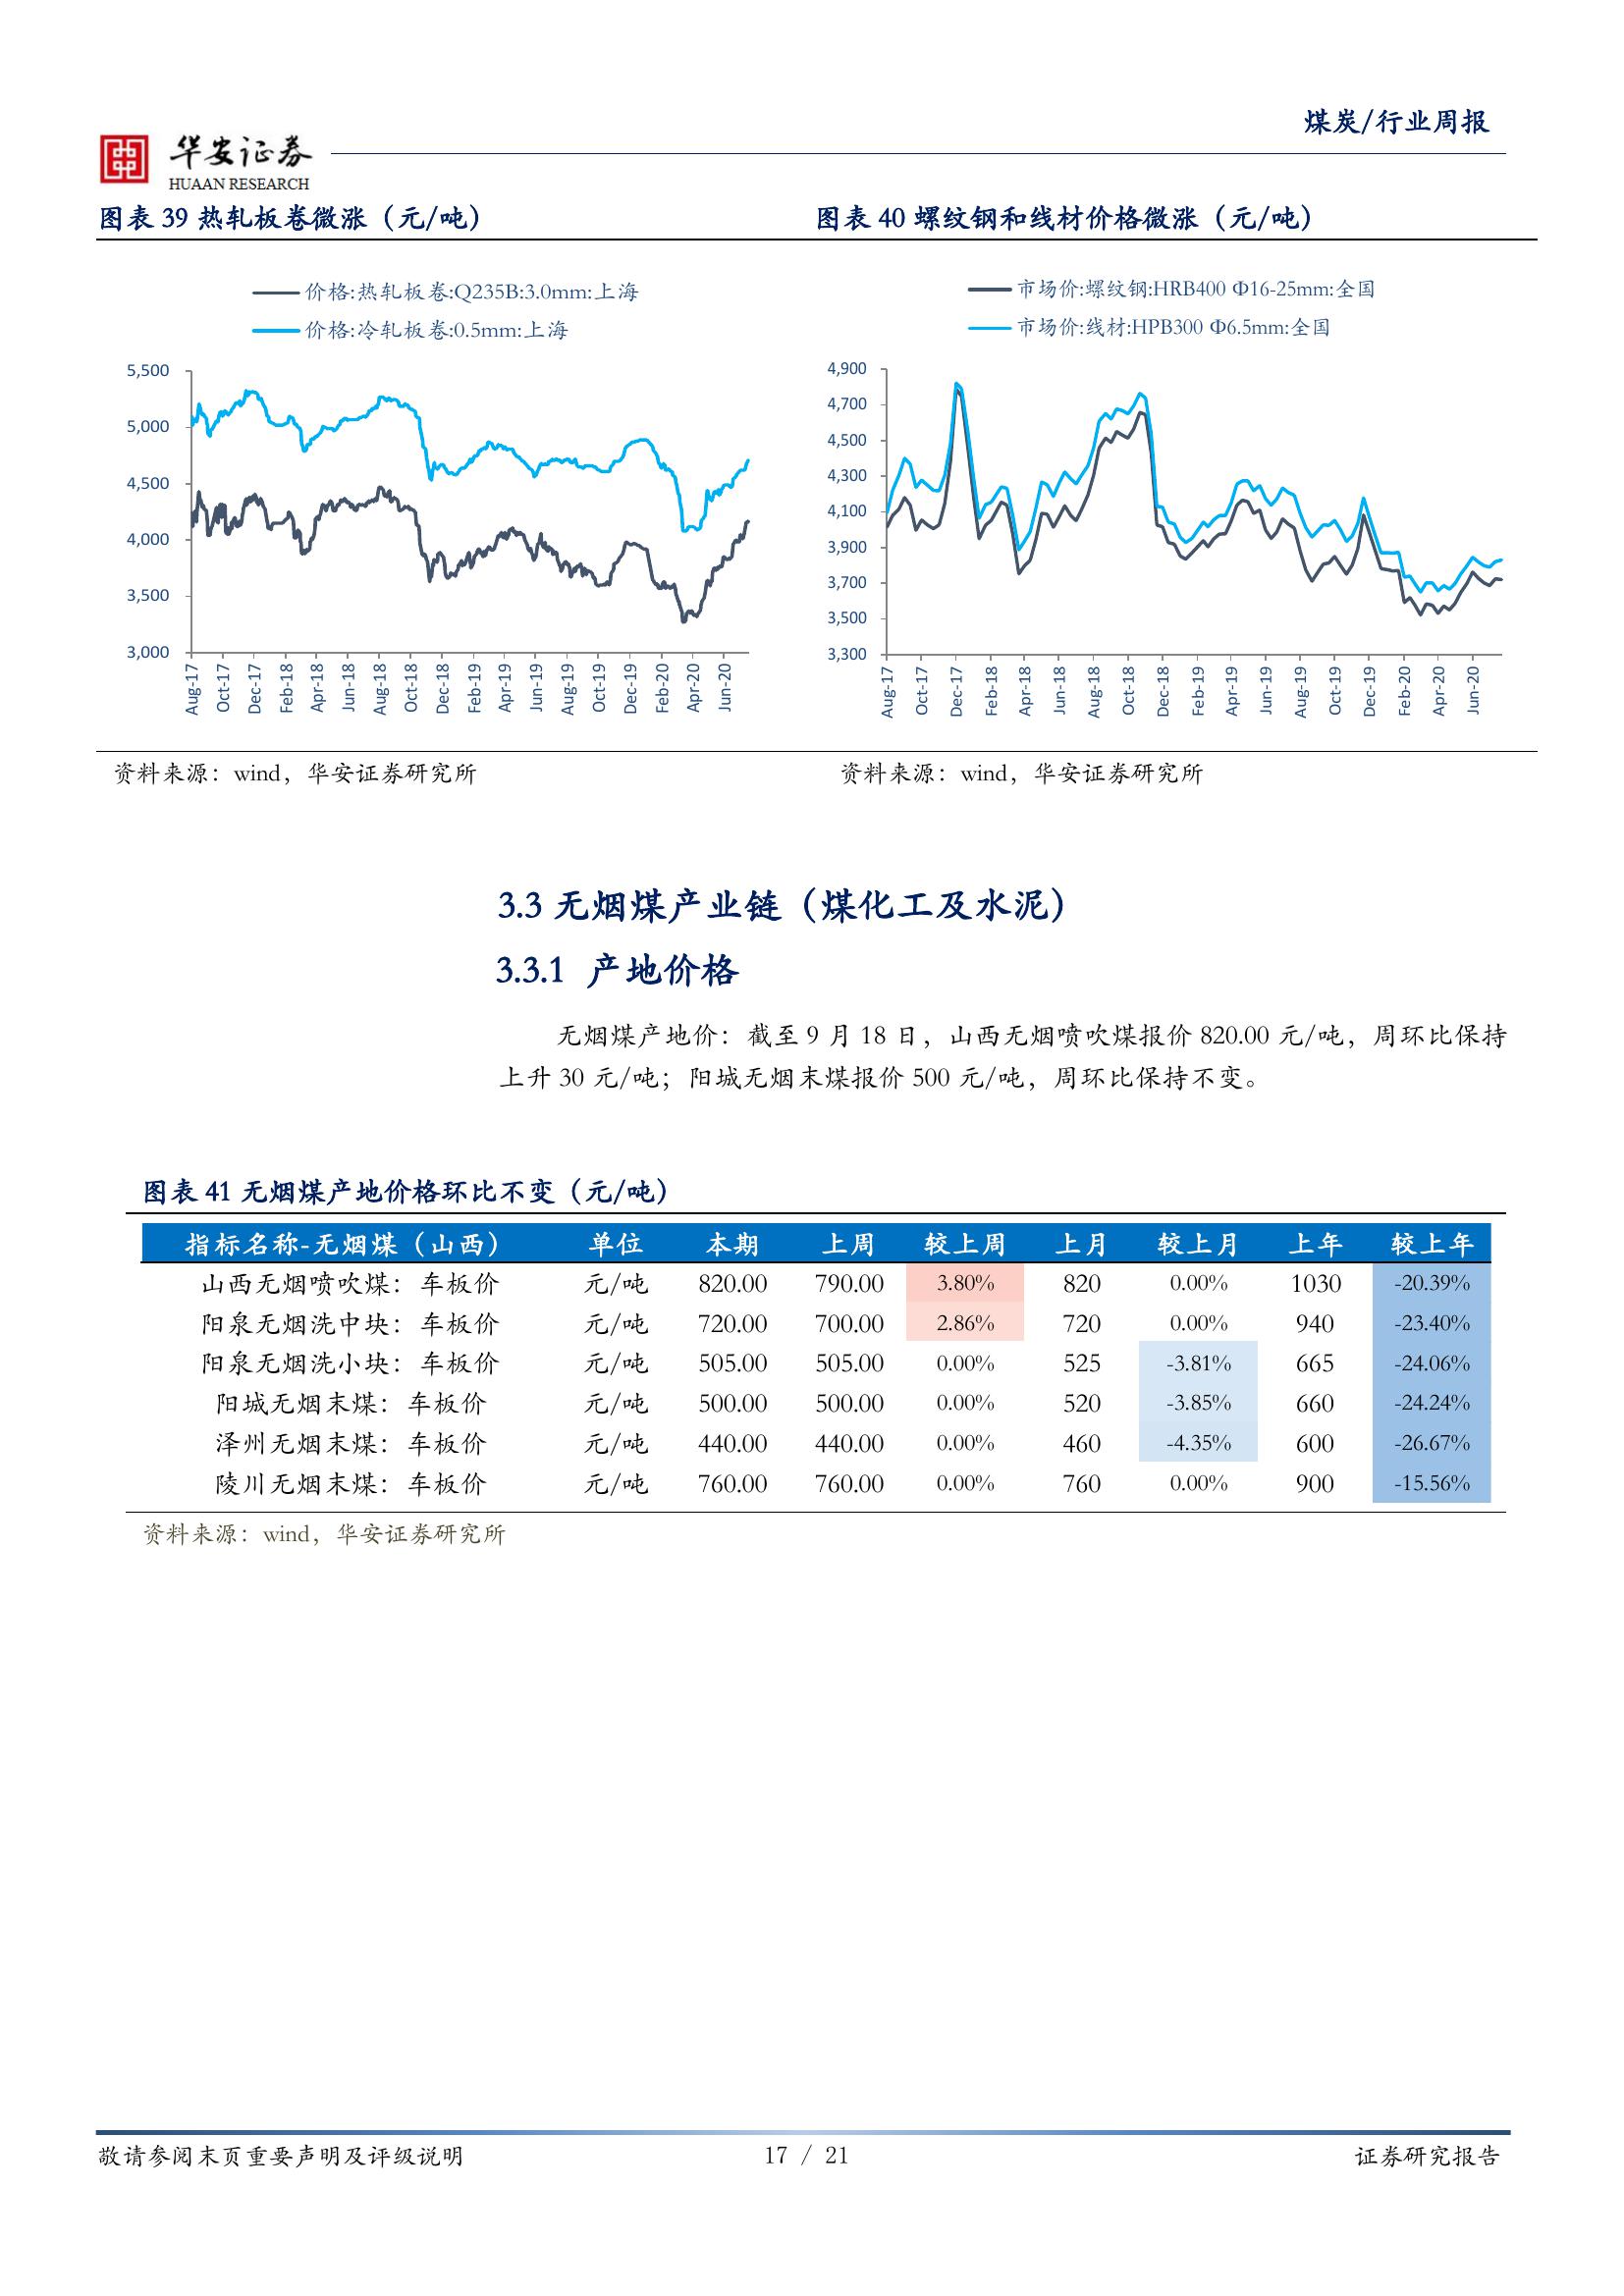 煤炭/行业周报
华安证券
HUAAN RESEARCH
图表 39 热轧板卷微涨（元/吨）
价格:热轧板卷:Q235B:3.0mm:上海
价格:冷轧板卷:0.5mm:上海
5,500
5,000
4,500
4,000
3,500
3,000
Aug-17 Oct-17 Dec-17 Feb-18 Apr-18 Jun-18 Aug-18 Oct-18 Dec-18 Feb-19 Apr-19 Jun-19 Aug-19 Oct-19 Dec-19 Feb-20 Apr-20 Jun-20
资料来源：wind，华安证券研究所
图表 40 螺纹钢和线材价格微涨（元/吨）
市场价:螺纹钢:HRB400 Φ16-25mm:全国
市场价:线材:HPB300 Φ6.5mm:全国
4,900
4,700
4,500
4,300
4,100
3,900
3,700
3,500
3,300
Aug-17 Oct-17 Dec-17 Feb-18 Apr-18 Jun-18 Aug-18 Oct-18 Dec-18 Feb-19 Apr-19 Jun-19 Aug-19 Oct-19 Dec-19 Feb-20 Apr-20 Jun-20
资料来源：wind，华安证券研究所
3.3 无烟煤产业链（煤化工及水泥）
3.3.1 产地价格
无烟煤产地价：截至 9 月 18 日，山西无烟喷吹煤报价 820.00 元/吨，周环比保持
上升 30 元/吨；阳城无烟末煤报价 500 元/吨，周环比保持不变。
图表 41 无烟煤产地价格环比不变（元/吨）
指标名称-无烟煤（山西） 单位 本期 上周 较上周 上月 较上月 上年 较上年
山西无烟喷吹煤：车板价 元/吨 820.00 790.00 3.80% 820 0.00% 1030 -20.39%
阳泉无烟洗中块：车板价 元/吨 720.00 700.00 2.86% 720 0.00% 940 -23.40%
阳泉无烟洗小块：车板价 元/吨 505.00 505.00 0.00% 525 -3.81% 665 -24.06%
阳城无烟末煤：车板价 元/吨 500.00 500.00 0.00% 520 -3.85% 660 -24.24%
泽州无烟末煤：车板价 元/吨 440.00 440.00 0.00% 460 -4.35% 600 -26.67%
陵川无烟末煤：车板价 元/吨 760.00 760.00 0.00% 760 0.00% 900 -15.56%
资料来源：wind，华安证券研究所
敬请参阅末页重要声明及评级说明 17 / 21 证券研究报告